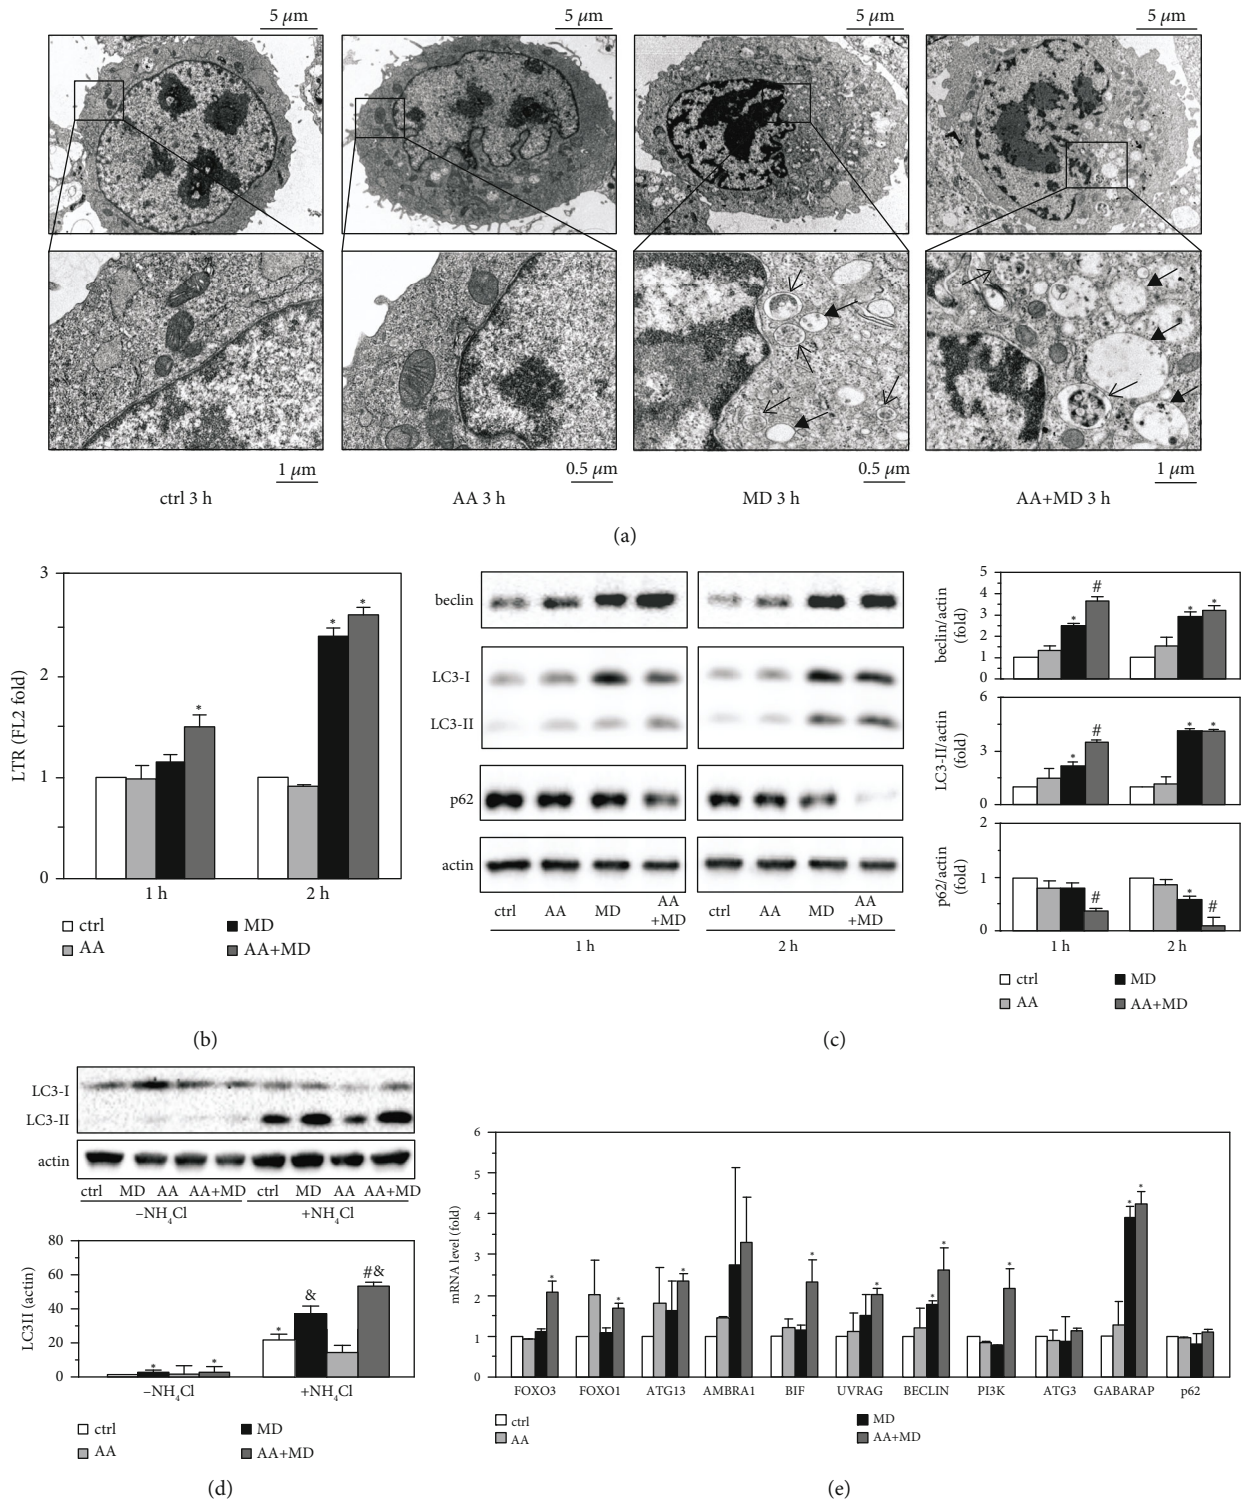 5 μm 5 μm 5 μm 5 μm
1 μm 0.5 μm 0.5 μm 1 μm
ctrl 3 h AA 3 h MD 3 h AA+MD 3 h
(a)
LTR (FL2 fold)
3
2
1
0
*
* *
1 h 2 h
ctrl MD
AA AA+MD
(b)
beclin
LC3-I
LC3-II
p62
actin
ctrl AA MD AA +MD ctrl AA MD AA +MD
1 h 2 h
beclin/actin (fold)
5
4
3
2
1
0
* # * *
LC3-II/actin (fold)
6
3
0
* # * *
p62/actin (fold)
2
1
0
# * #
1 h 2 h
ctrl MD
AA AA+MD
(c)
LC3-I
LC3-II
actin
ctrl MD AA AA+MD ctrl MD AA AA+MD
–NH4Cl +NH4Cl
LC3II (actin)
80
60
40
20
0
* * * & #&
–NH4Cl +NH4Cl
ctrl MD
AA AA+MD
(d)
mRNA level (fold)
6
5
4
3
2
1
0
* * * * * * * * * *
FOXO3 FOXO1 ATG13 AMBRA1 BIF UVRAG BECLIN PI3K ATG3 GABARAP p62
ctrl MD
AA AA+MD
(e)